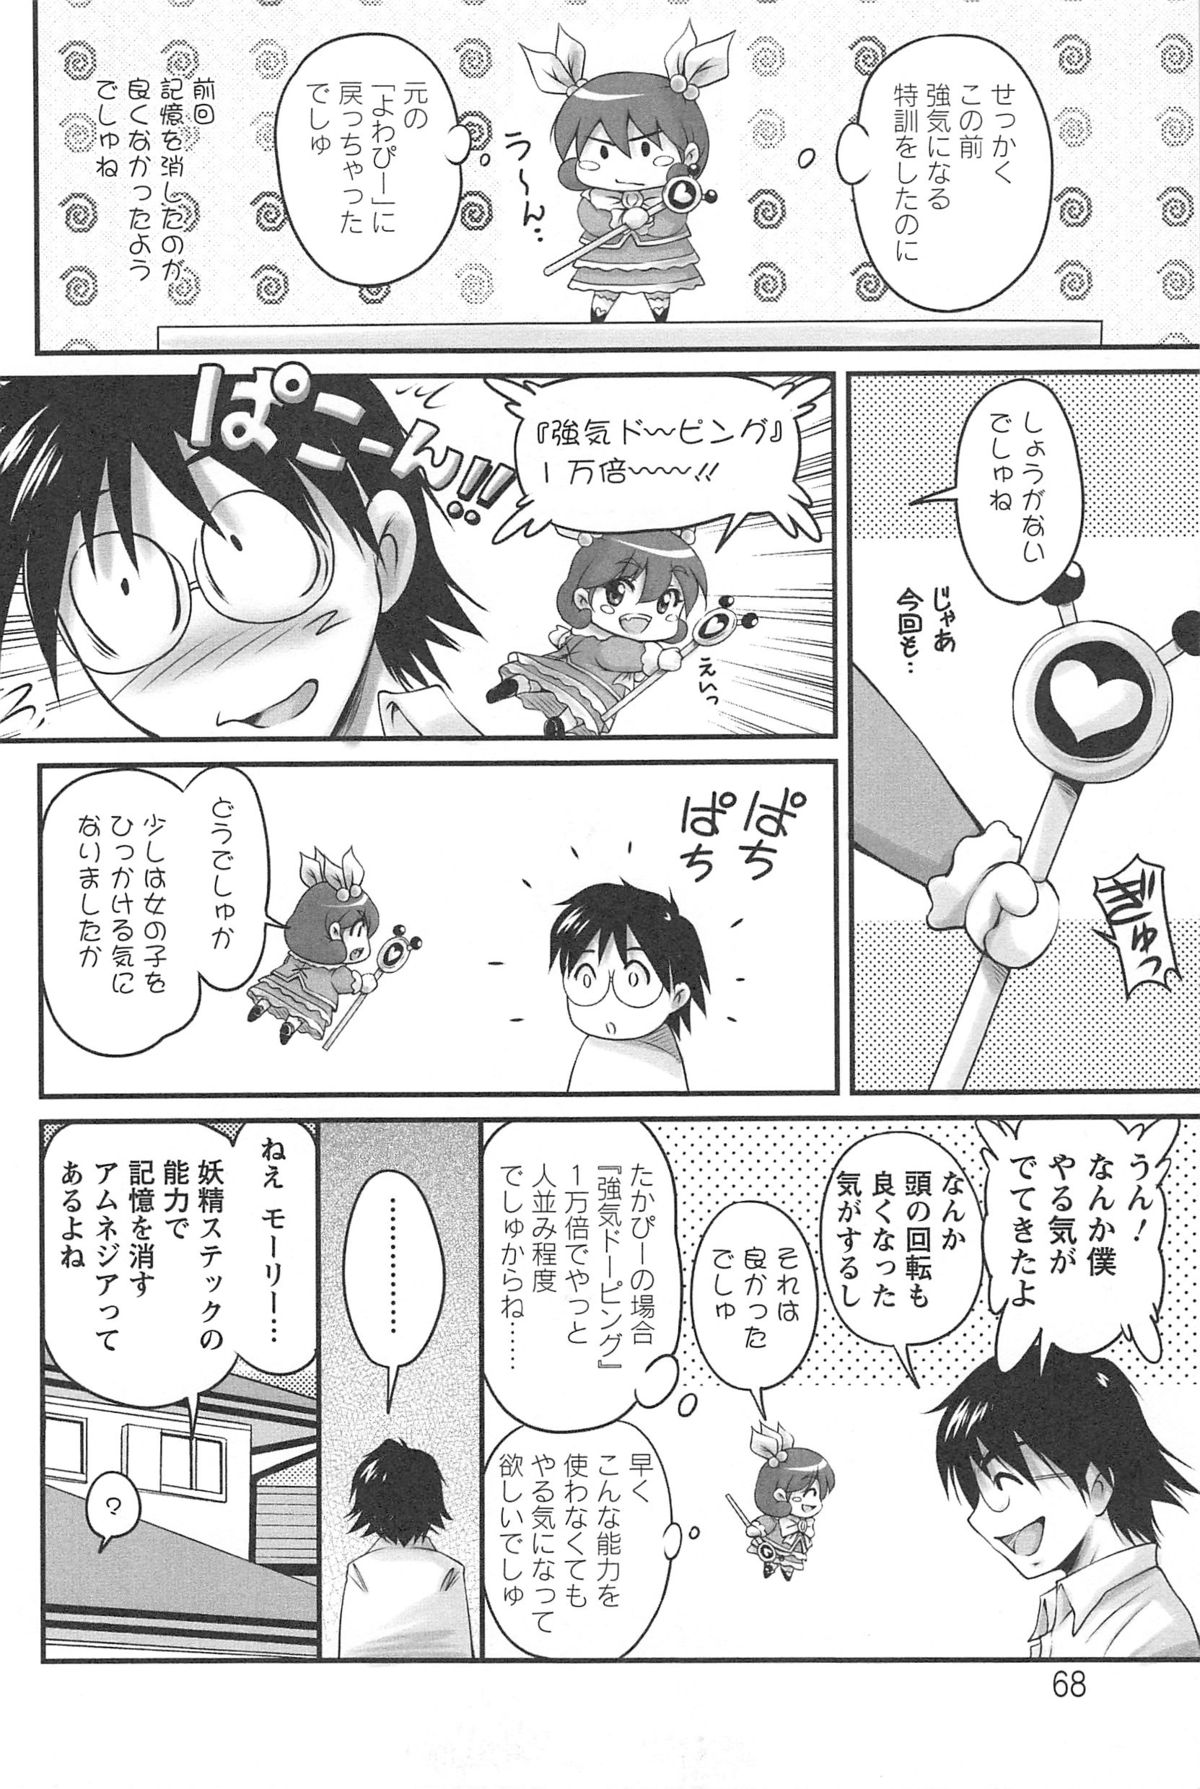 せっかく
この前
強気になる
特訓をしたのに
う～ん…
元の
「よわぴー」に
戻っちゃった
でしゅ
前回
記憶を消したのが
良くなかったよう
でしゅね
しょうがない
でしゅね
じゃあ
今回も…
ぎゅっ
『強気ド～ピング』
1万倍～～～!!
えいっ
ぱこーん!!
ぱち
ぱち
どうでしゅか
少しは女の子を
ひっかける気に
なりましたか
うん！
なんか僕
やる気が
でてきたよ
なんか
頭の回転も
良くなった
気がするし
それは
良かった
でしゅ
たかぴーの場合
『強気ドーピング』
1万倍でやっと
人並み程度
でしゅからね……
早く
こんな能力を
使わなくても
やる気になって
欲しいでしゅ
…………
ねえ モーリー…
妖精ステックの
能力で
記憶を消す
アムネジアって
あるよね
？
68